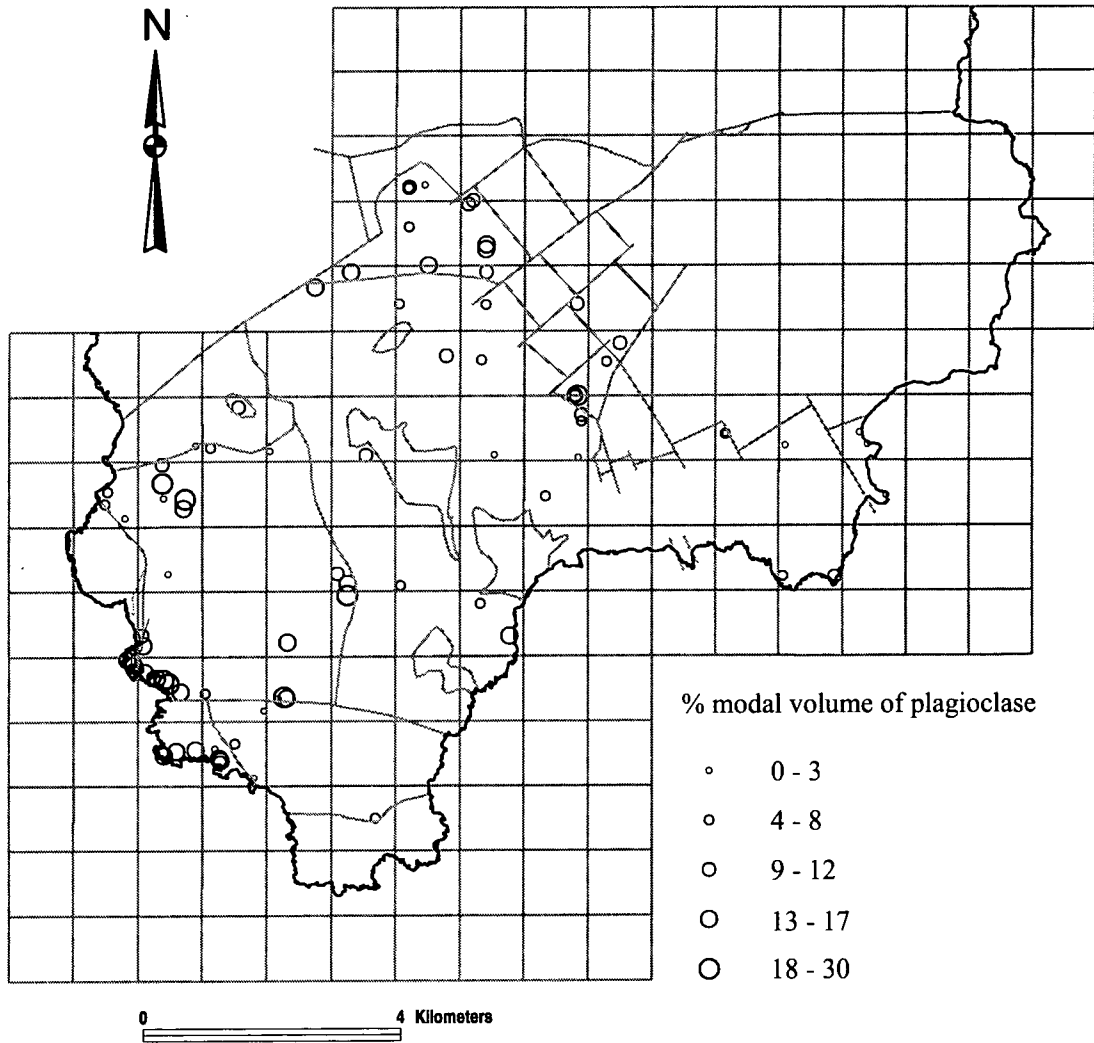 N
% modal volume of plagioclase
0 - 3
4 - 8
9 - 12
13 - 17
18 - 30
0 4 Kilometers